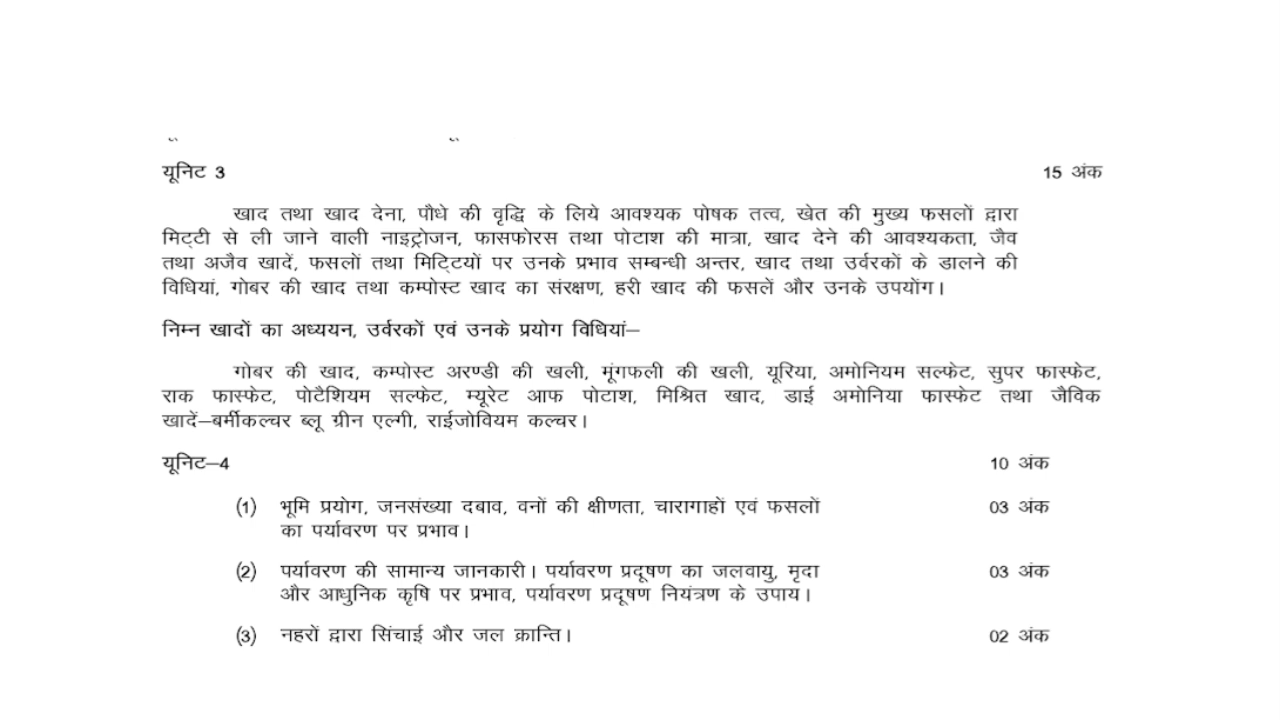 यूनिट 3 15 अंक
खाद तथा खाद देना, पौधे की वृद्धि के लिये आवश्यक पोषक तत्व, खेत की मुख्य फसलों द्वारा
मिट्टी से ली जाने वाली नाइट्रोजन, फासफोरस तथा पोटाश की मात्रा, खाद देने की आवश्यकता, जैव
तथा अजैव खादें, फसलों तथा मिट्टियों पर उनके प्रभाव सम्बन्धी अन्तर, खाद तथा उर्वरकों के डालने की
विधियां, गोबर की खाद तथा कम्पोस्ट खाद का संरक्षण, हरी खाद की फसलें और उनके उपयोंग।
निम्न खादों का अध्ययन, उर्वरकों एवं उनके प्रयोग विधियां–
गोबर की खाद, कम्पोस्ट अरण्डी की खली, मूंगफली की खली, यूरिया, अमोनियम सल्फेट, सुपर फास्फेट,
राक फास्फेट, पोटैशियम सल्फेट, म्यूरेट आफ पोटाश, मिश्रित खाद, डाई अमोनिया फास्फेट तथा जैविक
खादें–बर्मीकल्चर ब्लू ग्रीन एल्गी, राईजोवियम कल्चर।
यूनिट–4 10 अंक
(1) भूमि प्रयोग, जनसंख्या दबाव, वनों की क्षीणता, चारागाहों एवं फसलों 03 अंक
का पर्यावरण पर प्रभाव।
(2) पर्यावरण की सामान्य जानकारी। पर्यावरण प्रदूषण का जलवायु, मृदा 03 अंक
और आधुनिक कृषि पर प्रभाव, पर्यावरण प्रदूषण नियंत्रण के उपाय।
(3) नहरों द्वारा सिंचाई और जल क्रान्ति। 02 अंक